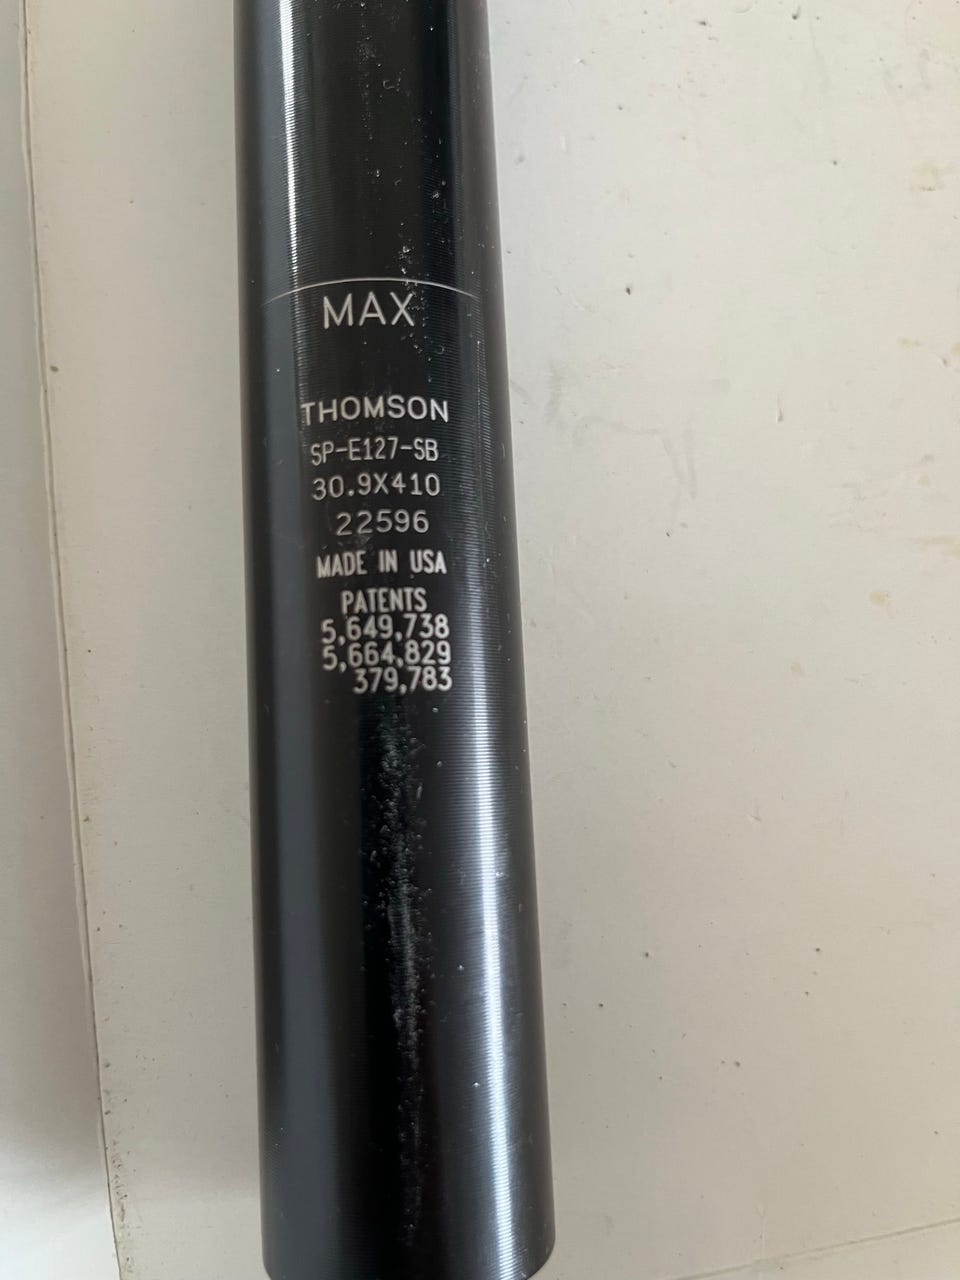 MAX
THOMSON
SP-E127-SB
30.9X410
22596
MADE IN USA
PATENTS
5,649,738
5,664,829
379,783